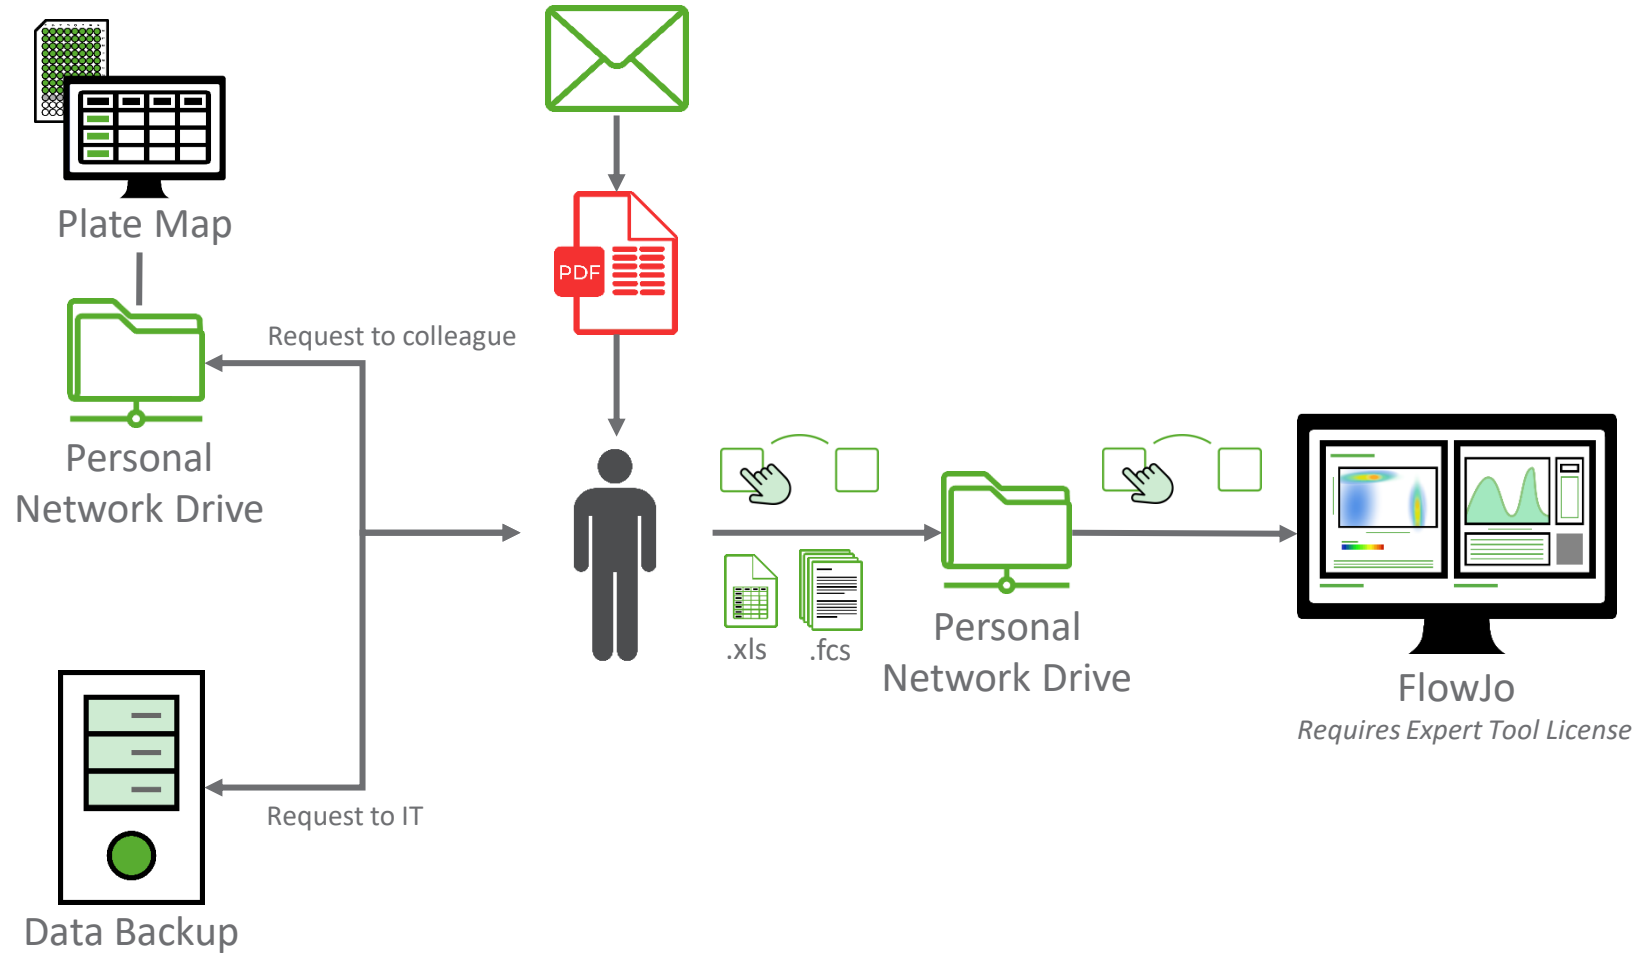 Plate Map
PDF
Request to colleague
Personal
Network Drive
.xls
.fcs
Personal
Network Drive
FlowJo
Requires Expert Tool License
Request to IT
Data Backup